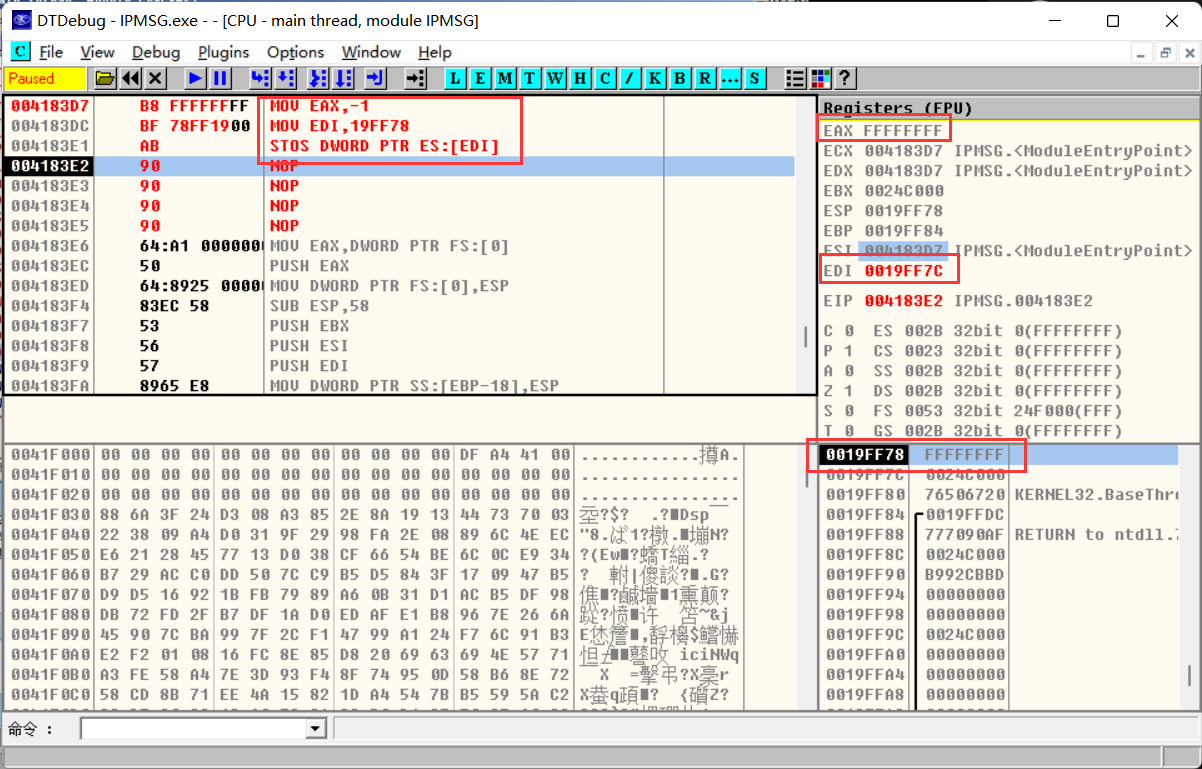 DTDebug - IPMSG.exe - - [CPU - main thread, module IPMSG]
C File View Debug Plugins Options Window Help
Paused L E M T W H C / K B R ... S ?
004183D7 B8 FFFFFFFF MOV EAX,-1
004183DC BF 78FF1900 MOV EDI,19FF78
004183E1 AB STOS DWORD PTR ES:[EDI]
004183E2 90 NOP
004183E3 90 NOP
004183E4 90 NOP
004183E5 90 NOP
004183E6 64:A1 0000000 MOV EAX,DWORD PTR FS:[0]
004183EC 50 PUSH EAX
004183ED 64:8925 0000 MOV DWORD PTR FS:[0],ESP
004183F4 83EC 58 SUB ESP,58
004183F7 53 PUSH EBX
004183F8 56 PUSH ESI
004183F9 57 PUSH EDI
004183FA 8965 E8 MOV DWORD PTR SS:[EBP-18],ESP
Registers (FPU)
EAX FFFFFFFF
ECX 004183D7 IPMSG.<ModuleEntryPoint>
EDX 004183D7 IPMSG.<ModuleEntryPoint>
EBX 0024C000
ESP 0019FF78
EBP 0019FF84
ESI 004183D7 IPMSG.<ModuleEntryPoint>
EDI 0019FF7C
EIP 004183E2 IPMSG.004183E2
C 0 ES 002B 32bit 0(FFFFFFFF)
P 1 CS 0023 32bit 0(FFFFFFFF)
A 0 SS 002B 32bit 0(FFFFFFFF)
Z 1 DS 002B 32bit 0(FFFFFFFF)
S 0 FS 0053 32bit 24F000(FFF)
T 0 GS 002B 32bit 0(FFFFFFFF)
0041F000 00 00 00 00 00 00 00 00 00 00 00 00 DF A4 41 00 ............撙A.
0041F010 00 00 00 00 00 00 00 00 00 00 00 00 00 00 00 00 ................
0041F020 00 00 00 00 00 00 00 00 00 00 00 00 00 00 00 00 ................
0041F030 88 6A 3F 24 D3 08 A3 85 2E 8A 19 13 44 73 70 03
0041F040 22 38 09 A4 D0 31 9F 29 98 FA 2E 08 89 6C 4E EC
0041F050 E6 21 28 45 77 13 D0 38 CF 66 54 BE 6C 0C E9 34
0041F060 B7 29 AC C0 DD 50 7C C9 B5 D5 84 3F 17 09 47 B5
0041F070 D9 D5 16 92 1B FB 79 89 A6 0B 31 D1 AC B5 DF 98
0041F080 DB 72 FD 2F B7 DF 1A D0 ED AF E1 B8 96 7E 26 6A
0041F090 45 90 7C BA 99 7F 2C F1 47 99 A1 24 F7 6C 91 B3
0041F0A0 E2 F2 01 08 16 FC 8E 85 D8 20 69 63 69 4E 57 71
0041F0B0 A3 FE 58 A4 7E 3D 93 F4 8F 74 95 0D 58 B6 8E 72
0041F0C0 58 CD 8B 71 EE 4A 15 82 1D A4 54 7B B5 59 5A C2
0019FF78 FFFFFFFF
0019FF7C 0024C000
0019FF80 76506720 KERNEL32.BaseThre
0019FF84 0019FFDC
0019FF88 777090AF RETURN to ntdll.
0019FF8C 0024C000
0019FF90 B992CBBD
0019FF94 00000000
0019FF98 00000000
0019FF9C 0024C000
0019FFA0 00000000
0019FFA4 00000000
0019FFA8 00000000
命令 :